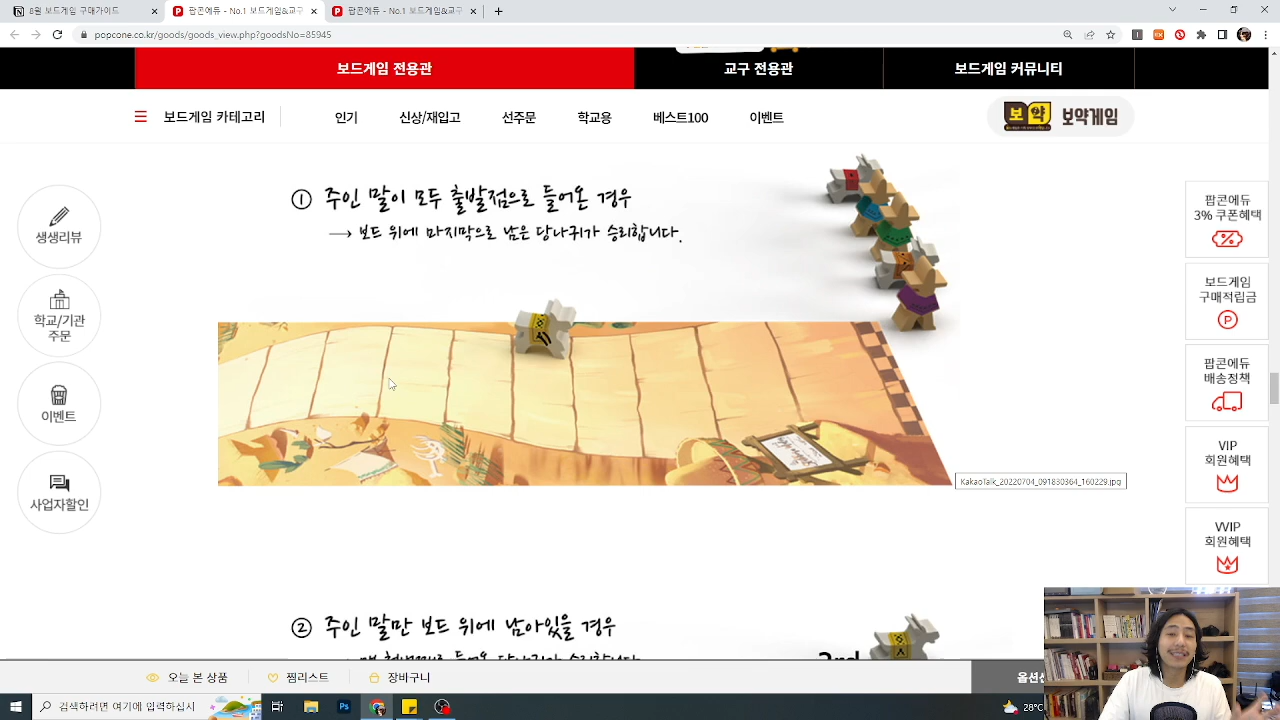 8월 보드게임 구매가이드
팝콘에듀 - No.1 보드게임&교구
팝콘에듀 - No.1 보드게임&교구
popcone.co.kr/goods/goods_view.php?goodsNo=85945
보드게임 전용관
교구 전용관
보드게임 커뮤니티
보드게임 카테고리
인기
신상/재입고
선주문
학교용
베스트100
이벤트
보약
보약게임
① 주인 말이 모두 출발점으로 들어온 경우
→ 보드 위에 마지막으로 남은 당나귀가 승리합니다.
생생리뷰
학교/기관
주문
이벤트
사업자할인
팝콘에듀
3% 쿠폰혜택
보드게임
구매적립금
팝콘에듀
배송정책
VIP
회원혜택
VVIP
회원혜택
KakaoTalk_20220704_091830364_160229.jpg
② 주인 말만 보드 위에 남아있을 경우
3rd
오늘 본 상품
찜리스트
장바구니
검색하려면 여기에 입력하십시
28°C